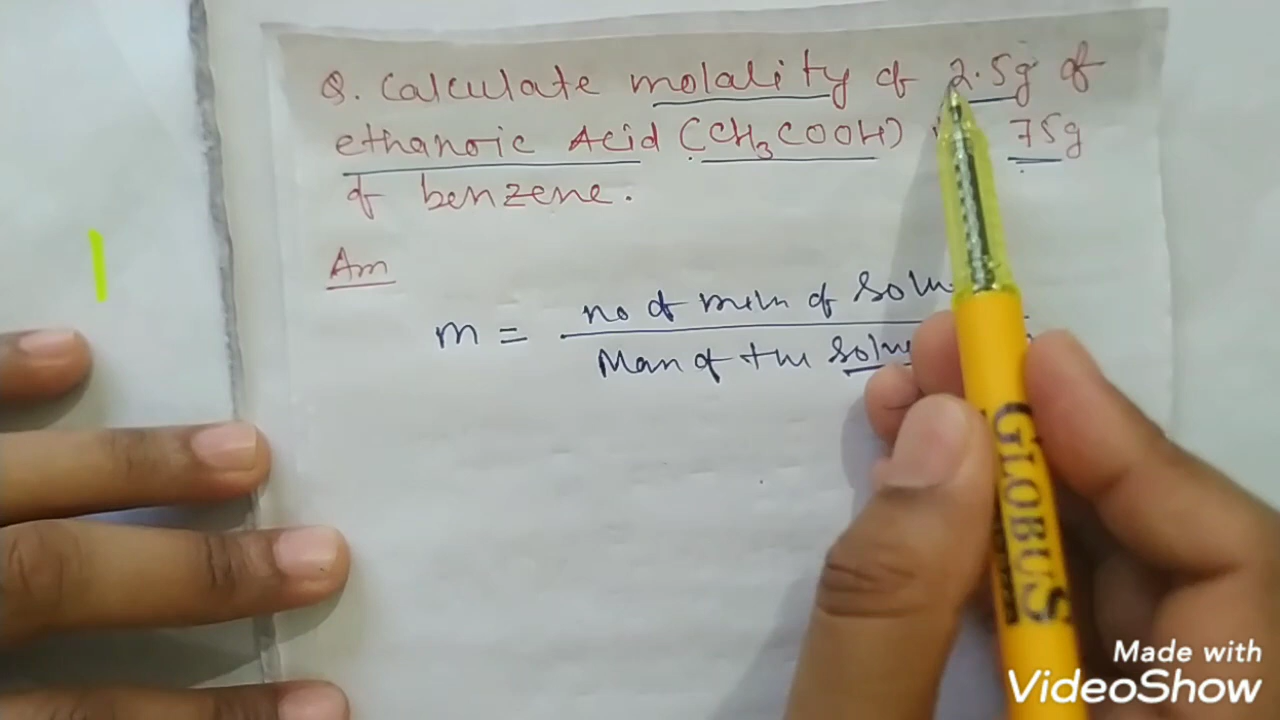 Q. Calculate molality of 2.5g of
ethanoic Acid (CH3COOH) 75g
of benzene.
Ans
m = no of moles of
Mass of the
GLOBUS
Made with
VideoShow